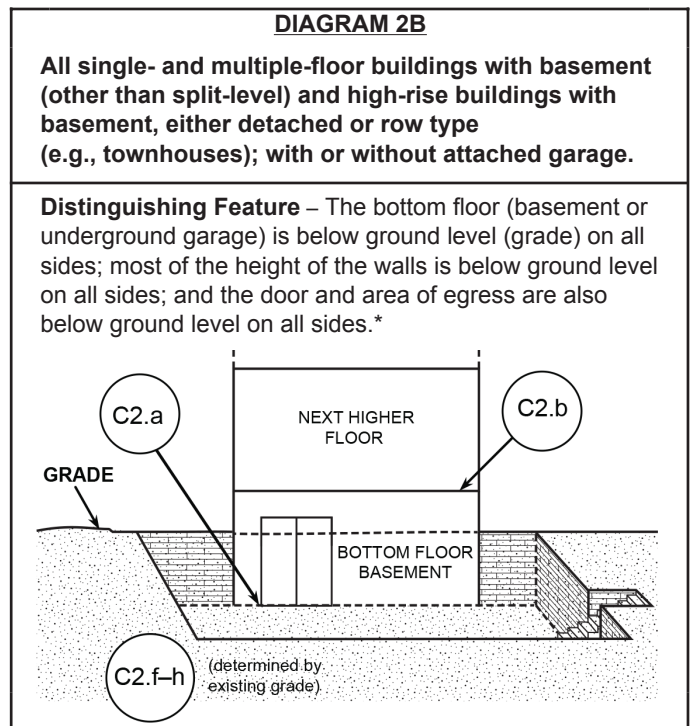 DIAGRAM 2B
All single- and multiple-floor buildings with basement
(other than split-level) and high-rise buildings with
basement, either detached or row type
(e.g., townhouses); with or without attached garage.
Distinguishing Feature – The bottom floor (basement or
underground garage) is below ground level (grade) on all
sides; most of the height of the walls is below ground level
on all sides; and the door and area of egress are also
below ground level on all sides.*
C2.a
NEXT HIGHER
FLOOR
C2.b
GRADE
BOTTOM FLOOR
BASEMENT
C2.f–h
(determined by
existing grade)